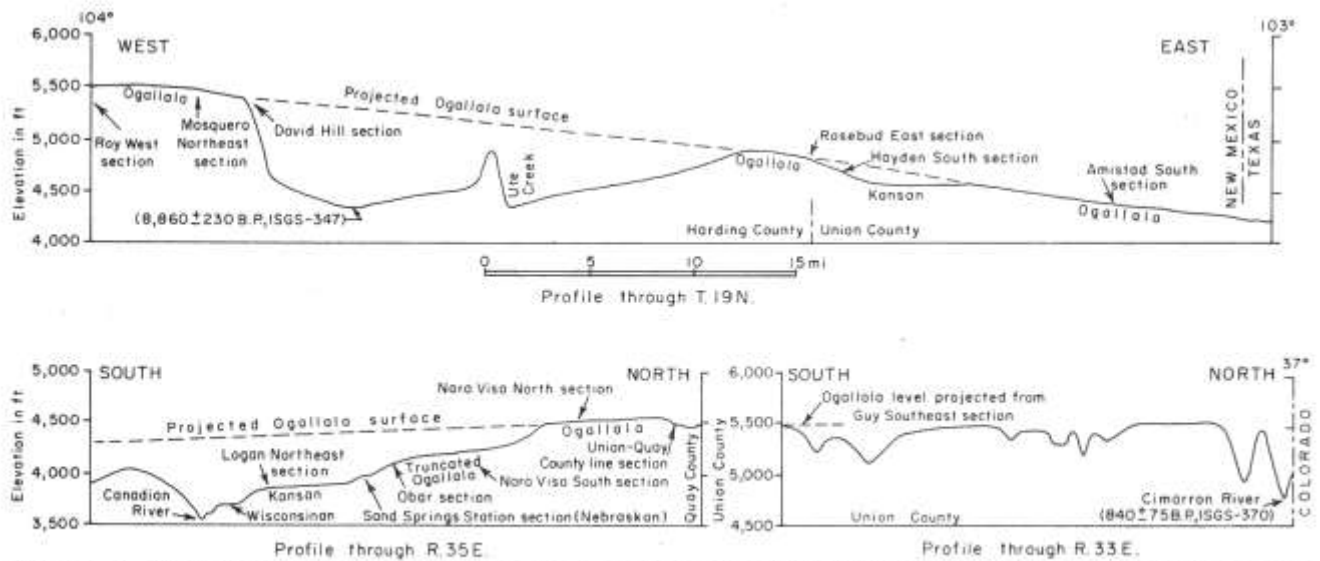 104°
103°
6,000
WEST
EAST
5,500
Ogallala
Projected Ogallala surface
Mosquero
Northeast
section
David Hill section
Roy West
section
5,000
Rosebud East section
Ogallala
Hayden South section
Ute
Creek
Amistad South
section
NEW MEXICO
TEXAS
4,500
Kansan
Ogallala
(8,860±230 B.P., ISGS-347)
4,000
Harding County
Union County
Elevation in ft
0 5 10 15 mi
Profile through T. 19N.
5,000
SOUTH
NORTH
Nara Visa North section
4,500
Projected Ogallala surface
Ogallala
Union-Quay
County line section
Logan Northeast
section
Truncated
Ogallala
Nara Visa South section
4,000
Kansan
Obar section
Canadian
River
Wisconsinan
Sand Springs Station section (Nebraskan)
3,500
Elevation in ft
Quay County
Union County
Profile through R. 35E.
6,000
SOUTH
NORTH
37°
Ogallala level projected from
Guy Southeast section
5,500
5,000
Cimarron River
(840±75 B.P., ISGS-370)
4,500
Union County
COLORADO
Profile through R. 33E.